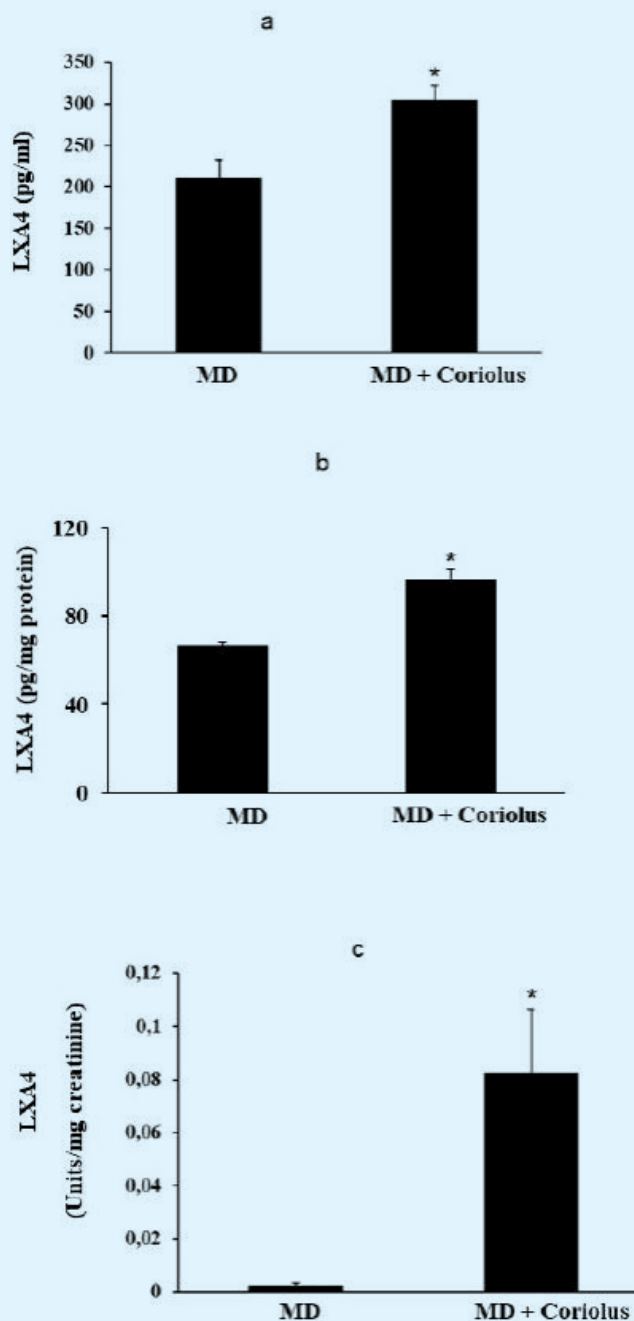 a
LXA4 (pg/ml)
350
300
250
200
150
100
50
0
*
MD
MD + Coriolus
b
LXA4 (pg/mg protein)
120
80
40
0
*
MD
MD + Coriolus
c
LXA4
(Units/mg creatinine)
0,12
0,1
0,08
0,06
0,04
0,02
0
*
MD
MD + Coriolus